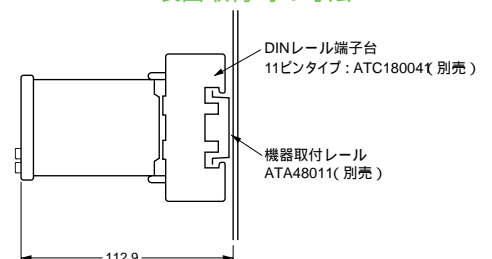 DINレール端子台
11ピンタイプ : ATC180041( 別売 )
機器取付レール
ATA48011( 別売 )
112.9